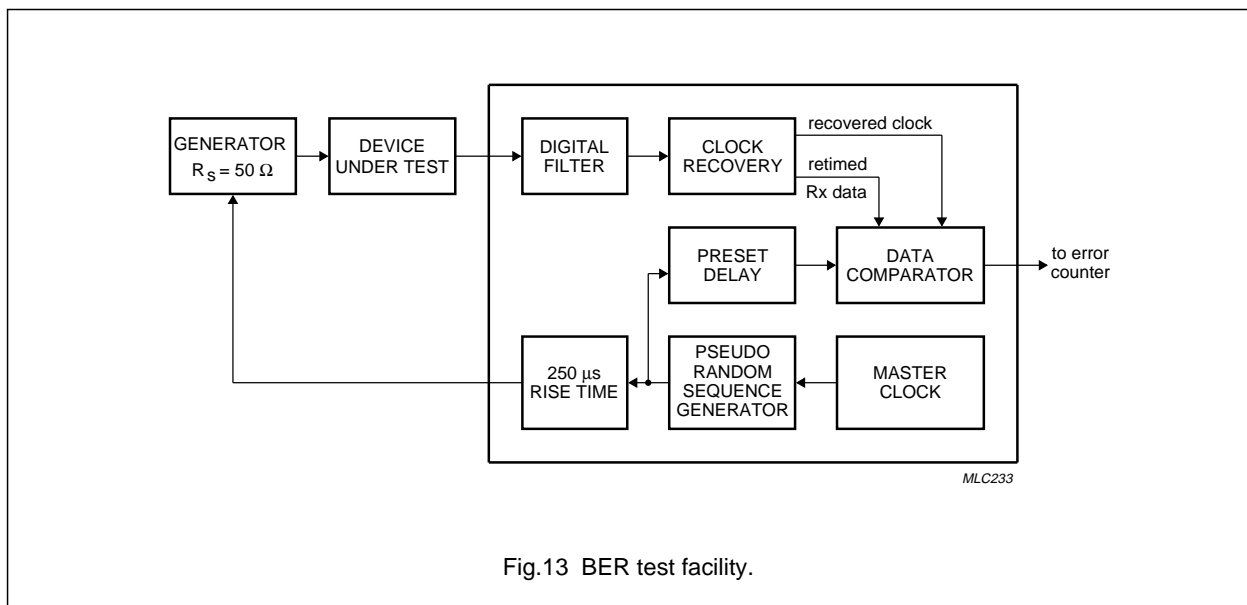 GENERATOR
Rs = 50 Ω
DEVICE
UNDER TEST
DIGITAL
FILTER
CLOCK
RECOVERY
recovered clock
retimed
Rx data
PRESET
DELAY
DATA
COMPARATOR
to error
counter
250 µs
RISE TIME
PSEUDO
RANDOM
SEQUENCE
GENERATOR
MASTER
CLOCK
MLC233
Fig.13 BER test facility.